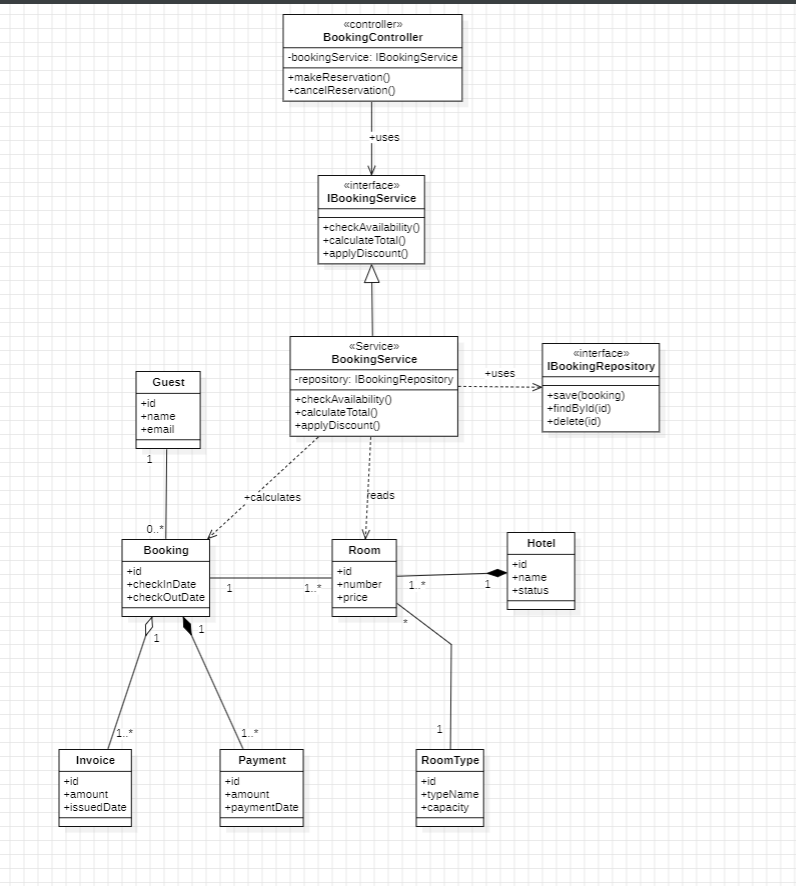 «controller»
BookingController
-bookingService: IBookingService
+makeReservation()
+cancelReservation()
+uses
«interface»
IBookingService
+checkAvailability()
+calculateTotal()
+applyDiscount()
«Service»
BookingService
-repository: IBookingRepository
+checkAvailability()
+calculateTotal()
+applyDiscount()
+uses
«interface»
IBookingRepository
+save(booking)
+findById(id)
+delete(id)
Guest
+id
+name
+email
1
0..*
+calculates
reads
Booking
+id
+checkInDate
+checkOutDate
1
1..*
Room
+id
+number
+price
1..*
1
Hotel
+id
+name
+status
1
1
*
1..*
1..*
1
Invoice
+id
+amount
+issuedDate
Payment
+id
+amount
+paymentDate
RoomType
+id
+typeName
+capacity